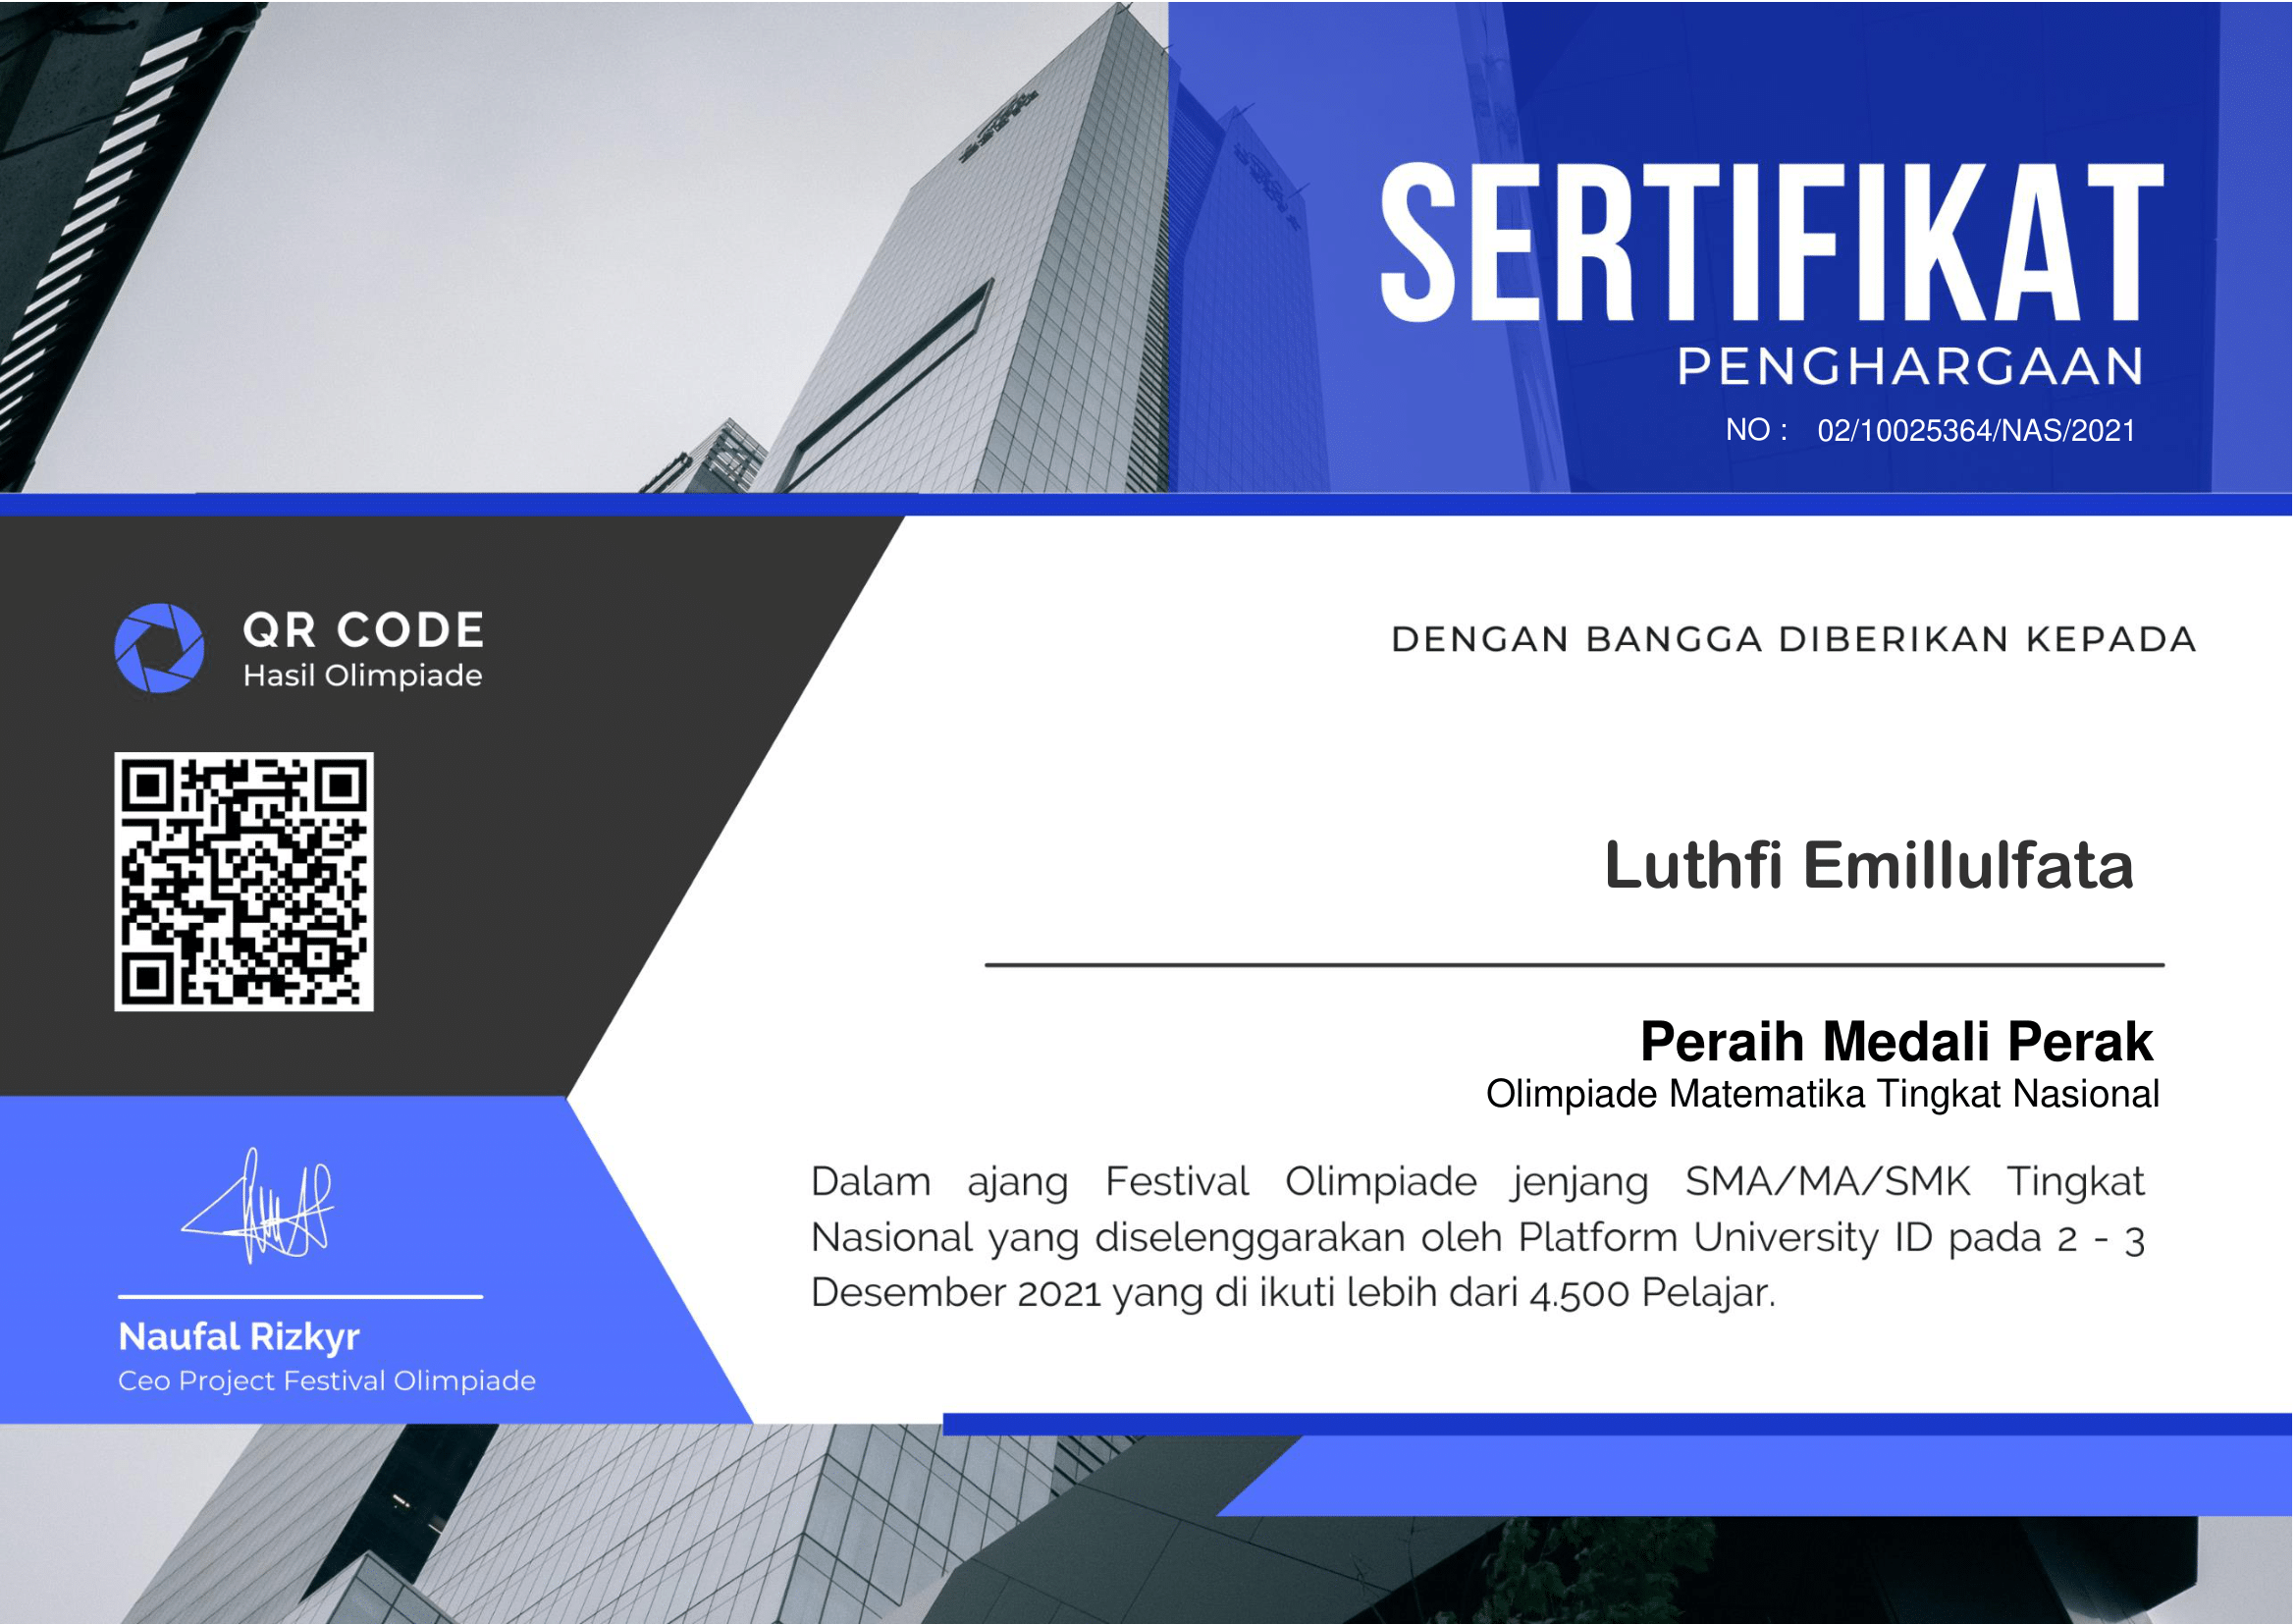 SERTIFIKAT
PENGHARGAAN
NO : 02/10025364/NAS/2021
QR CODE
Hasil Olimpiade
DENGAN BANGGA DIBERIKAN KEPADA
Luthfi Emillulfata
Peraih Medali Perak
Olimpiade Matematika Tingkat Nasional
Dalam ajang Festival Olimpiade jenjang SMA/MA/SMK Tingkat
Nasional yang diselenggarakan oleh Platform University ID pada 2 - 3
Desember 2021 yang di ikuti lebih dari 4.500 Pelajar.
Naufal Rizkyr
Ceo Project Festival Olimpiade